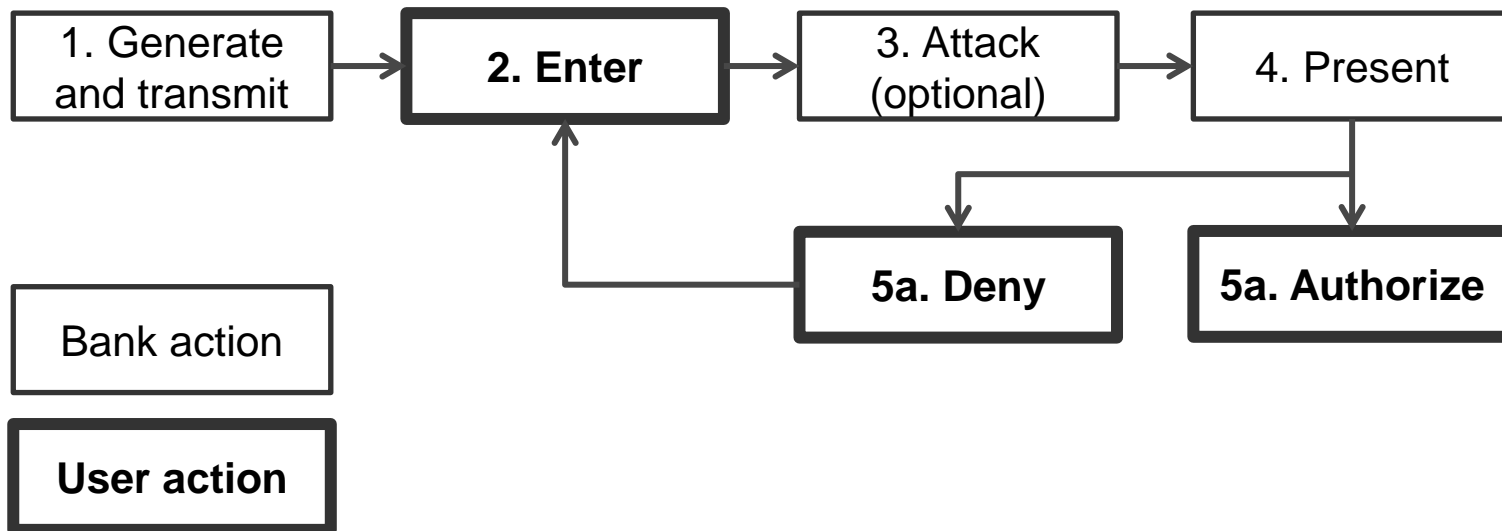 1. Generate
and transmit
2. Enter
3. Attack
(optional)
4. Present
5a. Deny
5a. Authorize
Bank action
User action